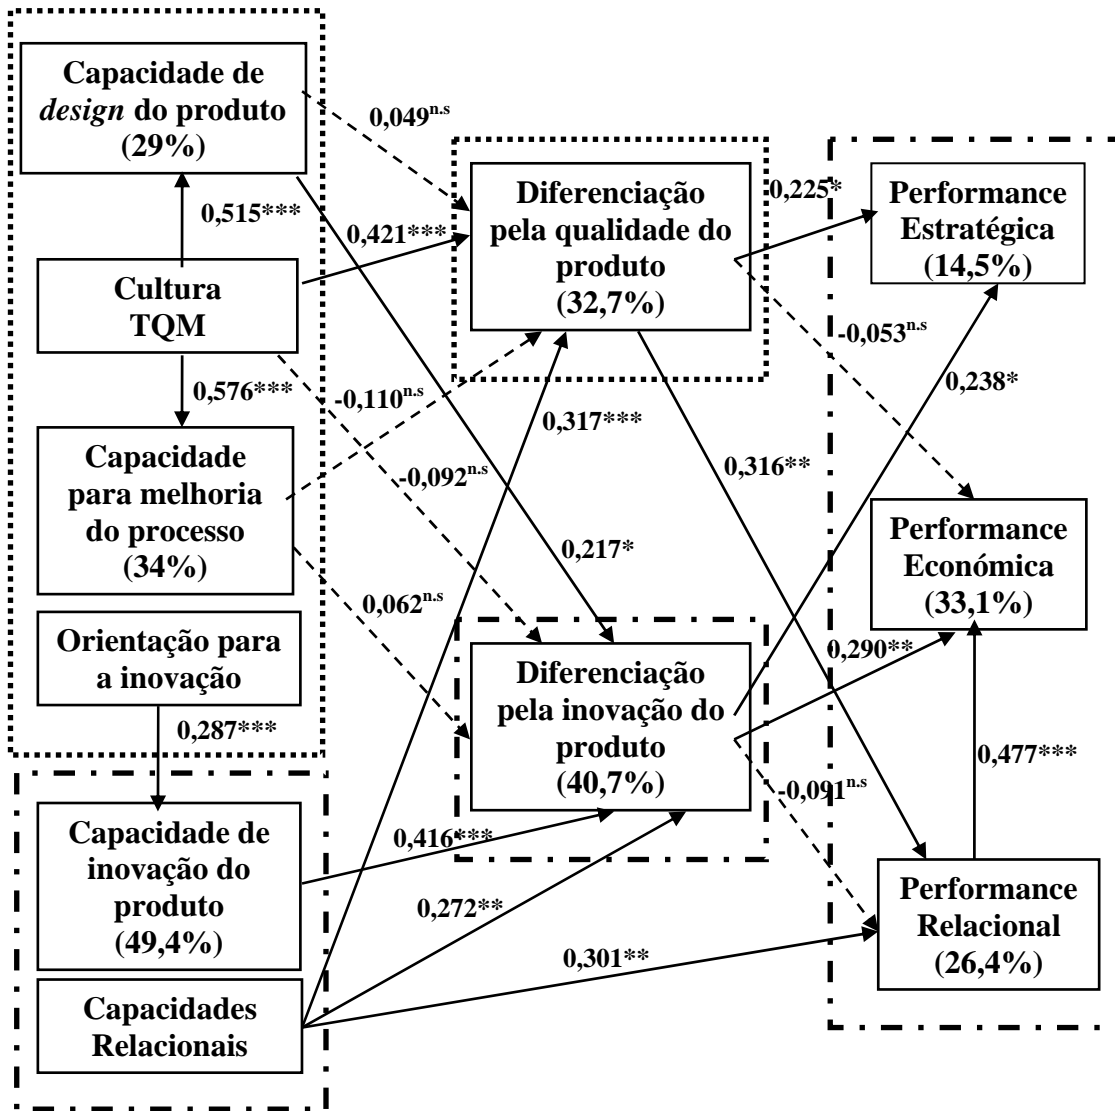 Capacidade de
design do produto
(29%)
0,049n.s
0,515***
0,421***
Cultura
TQM
0,576***
-0,110n.s
Capacidade
para melhoria
do processo
(34%)
-0,092n.s
0,062n.s
Orientação para
a inovação
0,287***
Capacidade de
inovação do
produto
(49,4%)
Capacidades
Relacionais
Diferenciação
pela qualidade do
produto
(32,7%)
0,317***
0,316**
0,217*
Diferenciação
pela inovação do
produto
(40,7%)
0,416***
0,272**
0,301**
0,225*
-0,053n.s
0,238*
0,290**
-0,091n.s
0,477***
Performance
Estratégica
(14,5%)
Performance
Económica
(33,1%)
Performance
Relacional
(26,4%)